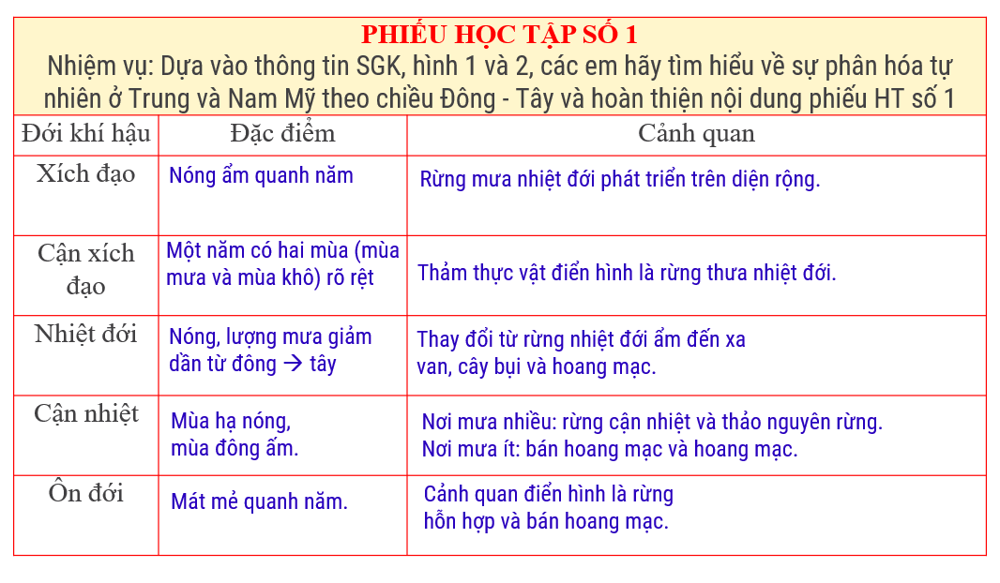 PHIẾU HỌC TẬP SỐ 1
Nhiệm vụ: Dựa vào thông tin SGK, hình 1 và 2, các em hãy tìm hiểu về sự phân hóa tự
nhiên ở Trung và Nam Mỹ theo chiều Đông - Tây và hoàn thiện nội dung phiếu HT số 1
Đới khí hậu
Đặc điểm
Cảnh quan
Xích đạo
Nóng ẩm quanh năm
Rừng mưa nhiệt đới phát triển trên diện rộng.
Cận xích
đạo
Một năm có hai mùa (mùa
mưa và mùa khô) rõ rệt
Thảm thực vật điển hình là rừng thưa nhiệt đới.
Nhiệt đới
Nóng, lượng mưa giảm
dần từ đông → tây
Thay đổi từ rừng nhiệt đới ẩm đến xa
van, cây bụi và hoang mạc.
Cận nhiệt
Mùa hạ nóng,
mùa đông ấm.
Nơi mưa nhiều: rừng cận nhiệt và thảo nguyên rừng.
Nơi mưa ít: bán hoang mạc và hoang mạc.
Ôn đới
Mát mẻ quanh năm.
Cảnh quan điển hình là rừng
hỗn hợp và bán hoang mạc.